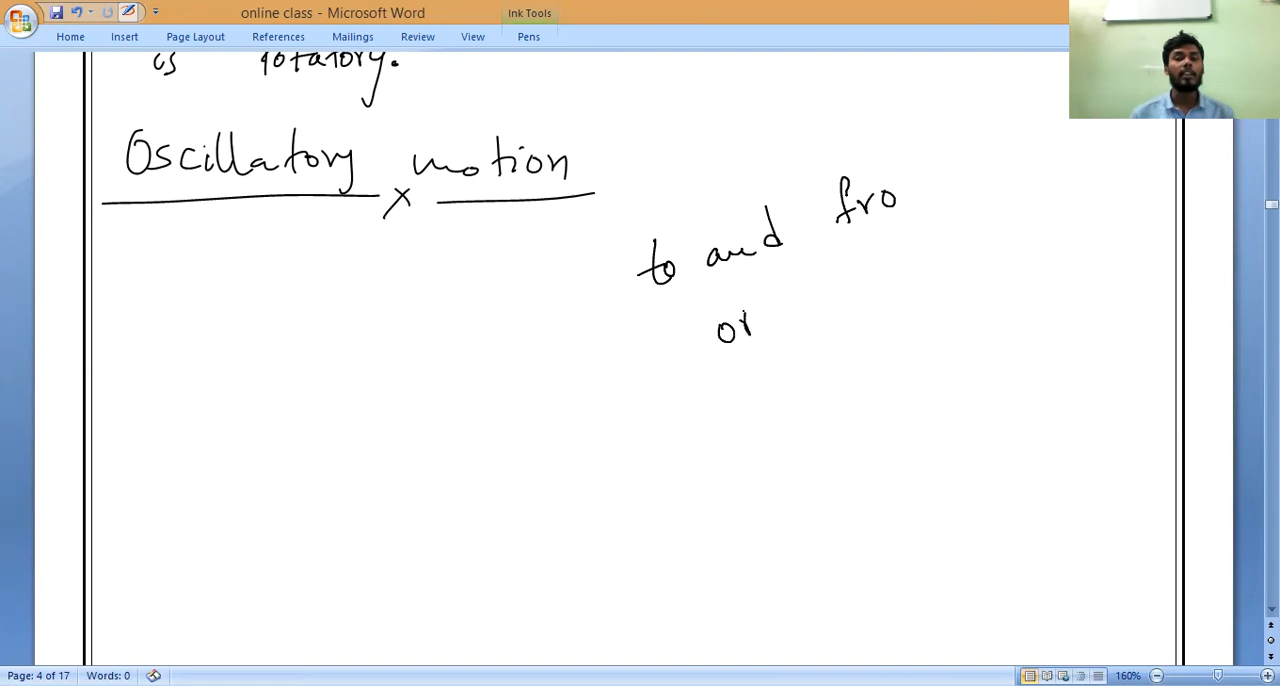 online class - Microsoft Word
Ink Tools
Home Insert Page Layout References Mailings Review View Pens
is rotatory.
Oscillatory motion
to and fro
or
Page: 4 of 17 Words: 0 160%